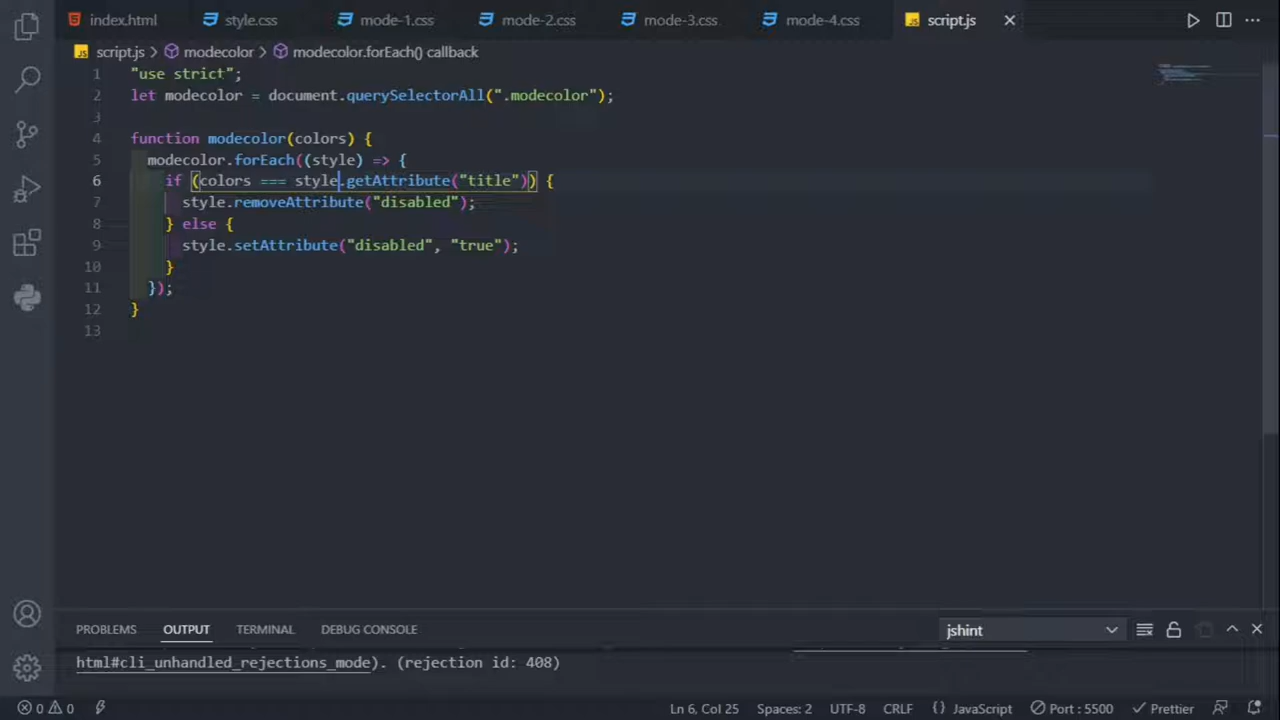 index.html style.css mode-1.css mode-2.css mode-3.css mode-4.css JS script.js
JS script.js > modecolor > modecolor.forEach() callback
1 "use strict";
2 let modecolor = document.querySelectorAll(".modecolor");
3
4 function modecolor(colors) {
5 modecolor.forEach((style) => {
6 if (colors === style.getAttribute("title")) {
7 style.removeAttribute("disabled");
8 } else {
9 style.setAttribute("disabled", "true");
10 }
11 });
12 }
13
PROBLEMS OUTPUT TERMINAL DEBUG CONSOLE jshint
html#cli_unhandled_rejections_mode). (rejection id: 408)
0 0 Ln 6, Col 25 Spaces: 2 UTF-8 CRLF {} JavaScript Port : 5500 Prettier